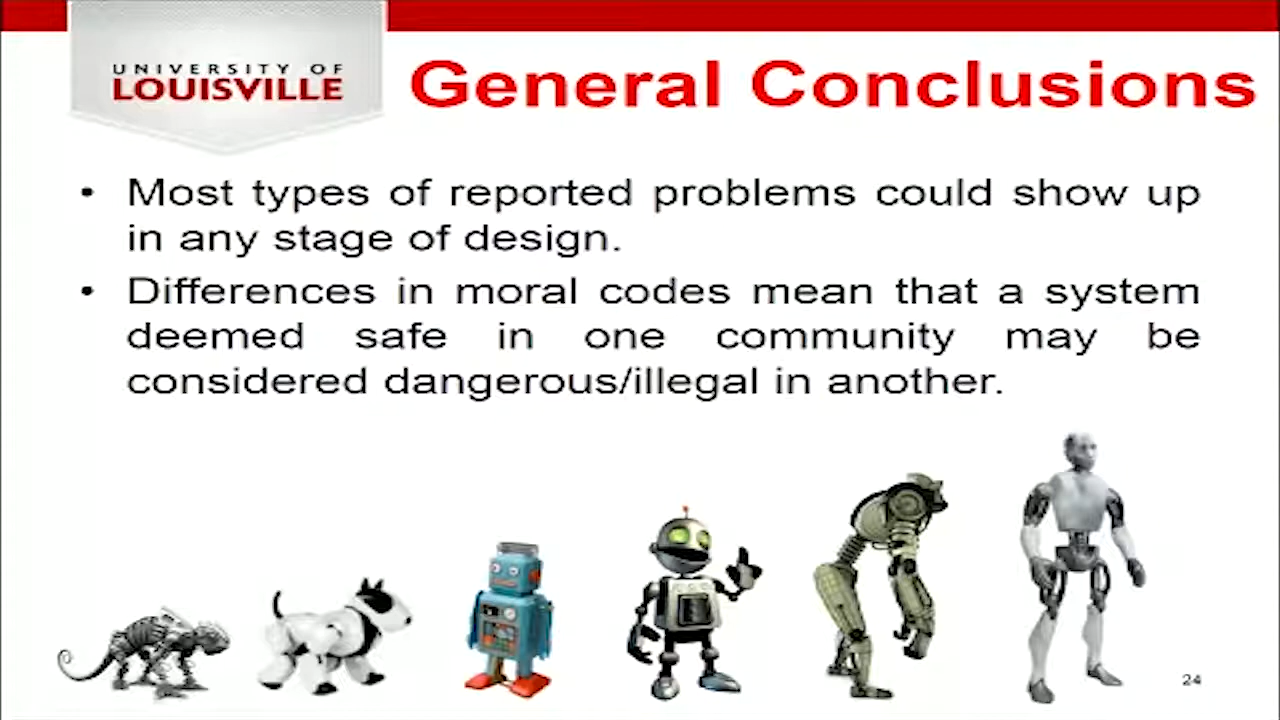 UNIVERSITY OF
LOUISVILLE
General Conclusions
• Most types of reported problems could show up
in any stage of design.
• Differences in moral codes mean that a system
deemed safe in one community may be
considered dangerous/illegal in another.
24